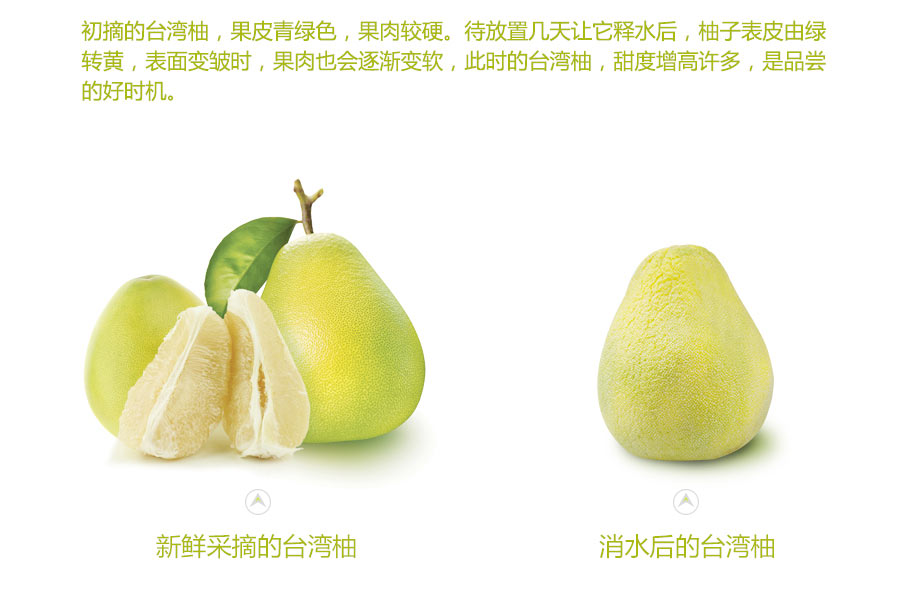 初摘的台湾柚，果皮青绿色，果肉较硬。待放置几天让它释水后，柚子表皮由绿
转黄，表面变皱时，果肉也会逐渐变软，此时的台湾柚，甜度增高许多，是品尝
的好时机。
新鲜采摘的台湾柚
消水后的台湾柚